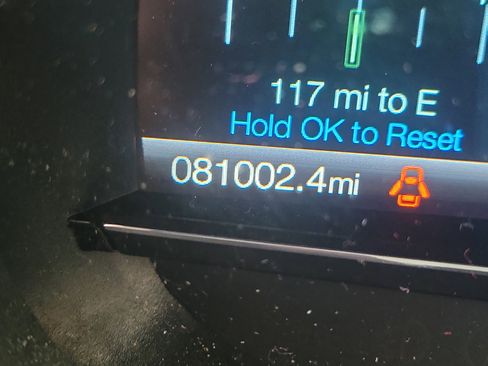 117 mi to E
Hold OK to Reset
081002.4mi